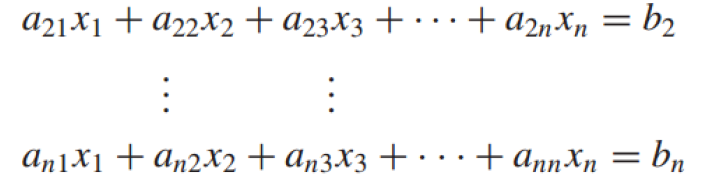 a₂₁x₁ + a₂₂x₂ + a₂₃x₃ + ⋯ + a₂ₙxₙ = b₂
⋮ ⋮
aₙ₁x₁ + aₙ₂x₂ + aₙ₃x₃ + ⋯ + aₙₙxₙ = bₙ